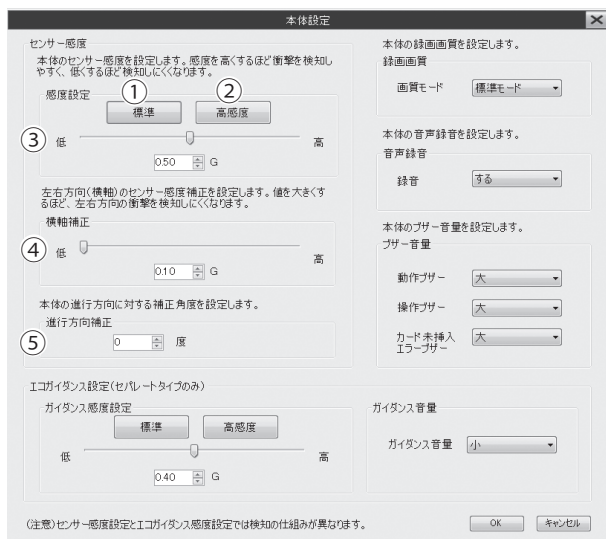 本体設定
センサー感度
本体のセンサー感度を設定します。感度を高くするほど衝撃を検知し
やすく、低くするほど検知しにくくなります。
感度設定
① ②
標準 高感度
③ 低 高
0.50 G
左右方向(横軸)のセンサー感度補正を設定します。値を大きくす
るほど、左右方向の衝撃を検知しにくくなります。
横軸補正
④ 低 高
0.10 G
本体の進行方向に対する補正角度を設定します。
進行方向補正
⑤ 0 度
本体の録画画質を設定します。
録画画質
画質モード 標準モード
本体の音声録音を設定します。
音声録音
録音 する
本体のブザー音量を設定します。
ブザー音量
動作ブザー 大
操作ブザー 大
カード未挿入 大
エラーブザー
エコガイダンス設定(セパレートタイプのみ)
ガイダンス感度設定
標準 高感度
低 高
0.40 G
ガイダンス音量
ガイダンス音量 小
(注意)センサー感度設定とエコガイダンス感度設定では検知の仕組みが異なります。
OK キャンセル